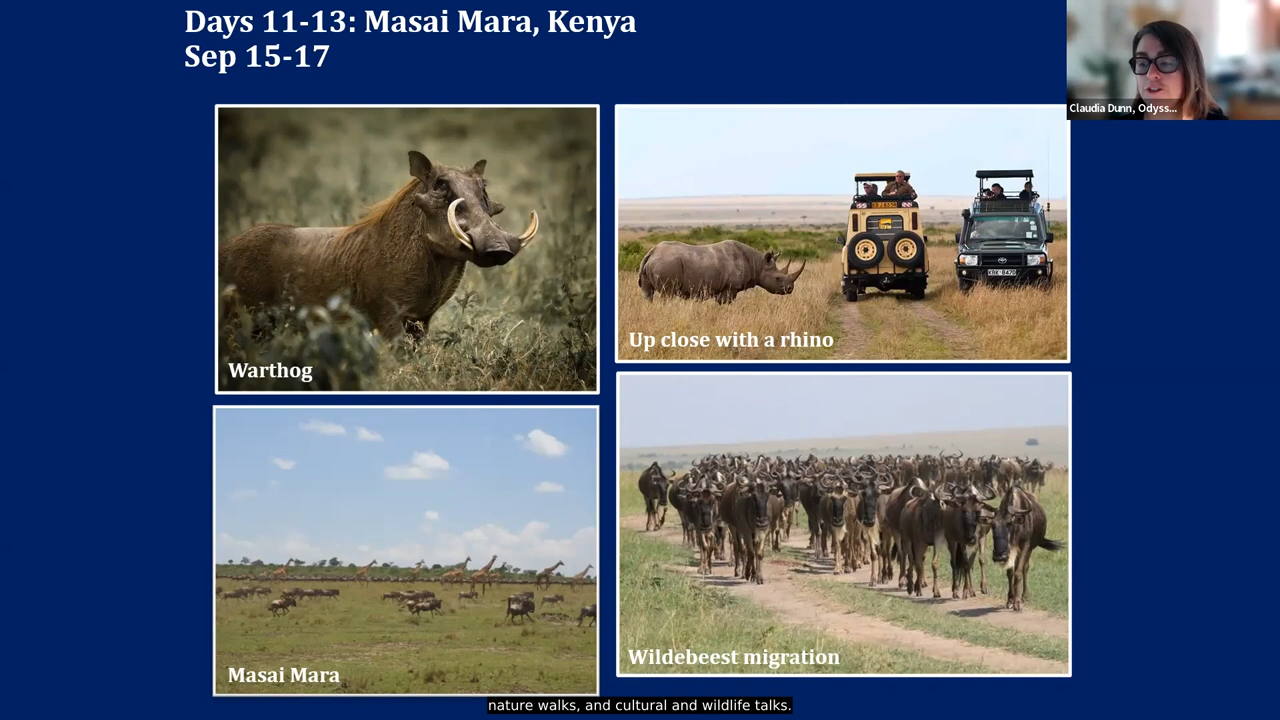 Days 11-13: Masai Mara, Kenya
Sep 15-17
Claudia Dunn, Odyss...
Warthog
Up close with a rhino
Masai Mara
Wildebeest migration
nature walks, and cultural and wildlife talks.